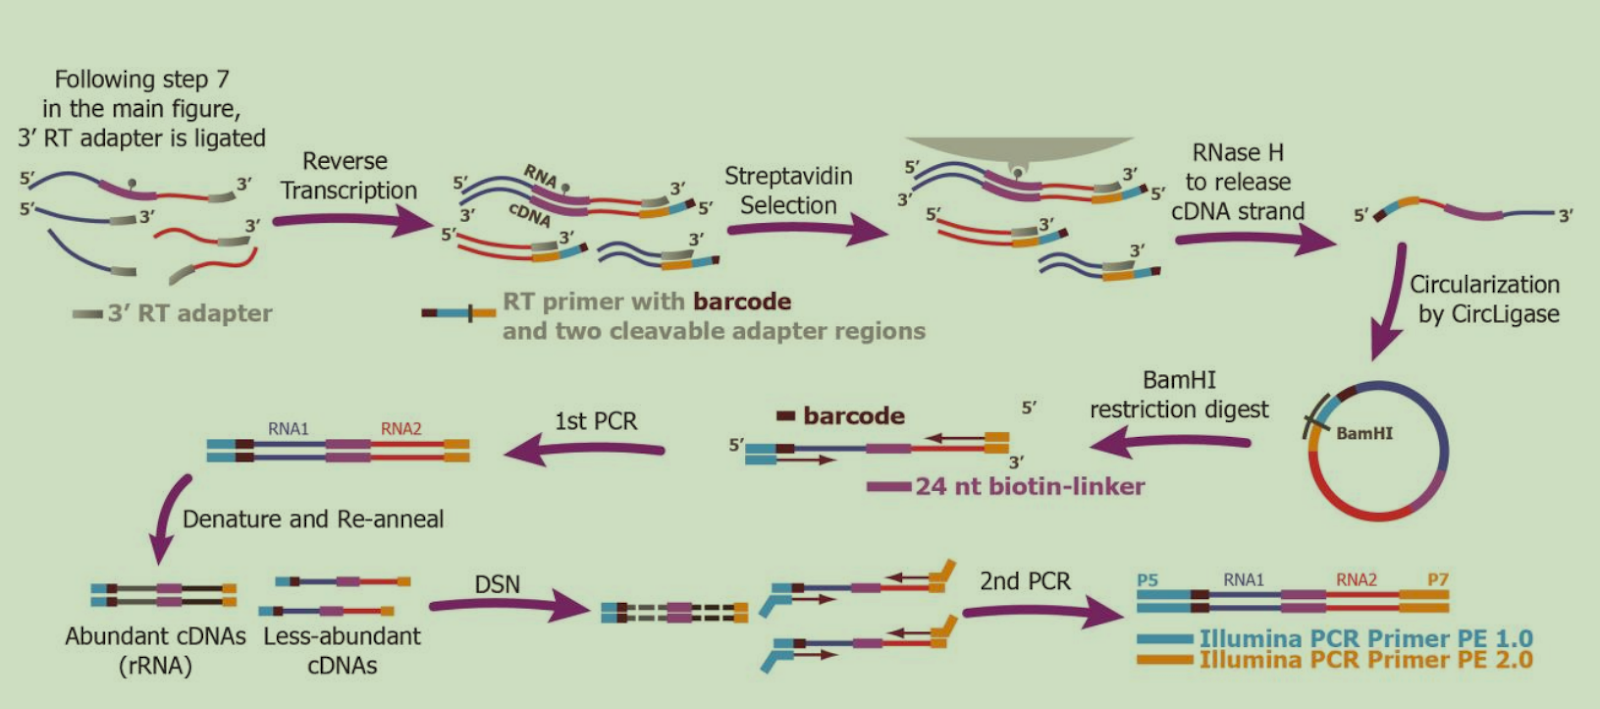 Following step 7
in the main figure,
3′ RT adapter is ligated
5′
3′
5′
3′
3′
3′ RT adapter
Reverse
Transcription
RNA
cDNA
5′
3′
3′
5′
5′
3′
3′
RT primer with barcode
and two cleavable adapter regions
Streptavidin
Selection
5′
3′
3′
5′
5′
3′
3′
RNase H
to release
cDNA strand
5′
3′
Circularization
by CircLigase
BamHI
BamHI
restriction digest
5′
barcode
5′
3′
24 nt biotin-linker
1st PCR
RNA1
RNA2
Denature and Re-anneal
Abundant cDNAs
(rRNA)
Less-abundant
cDNAs
DSN
2nd PCR
P5
RNA1
RNA2
P7
Illumina PCR Primer PE 1.0
Illumina PCR Primer PE 2.0